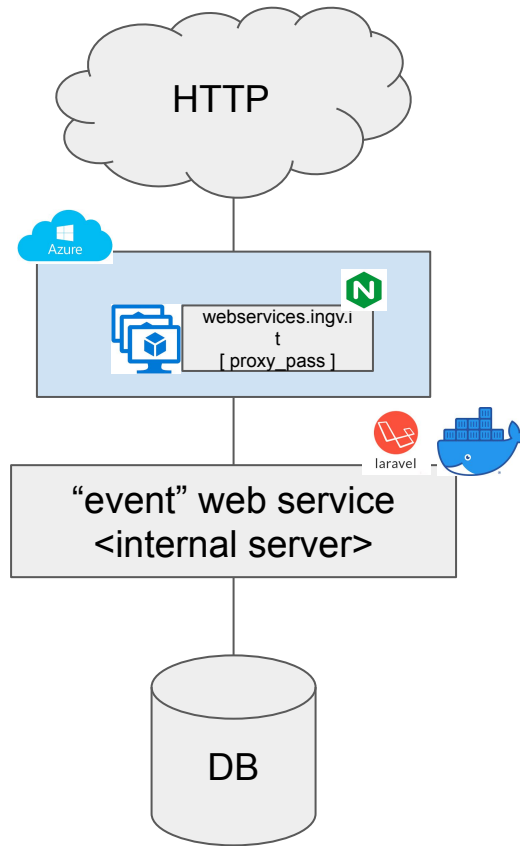 HTTP
Azure
N
webservices.ingv.i
t
[ proxy_pass ]
laravel
“event” web service
<internal server>
DB